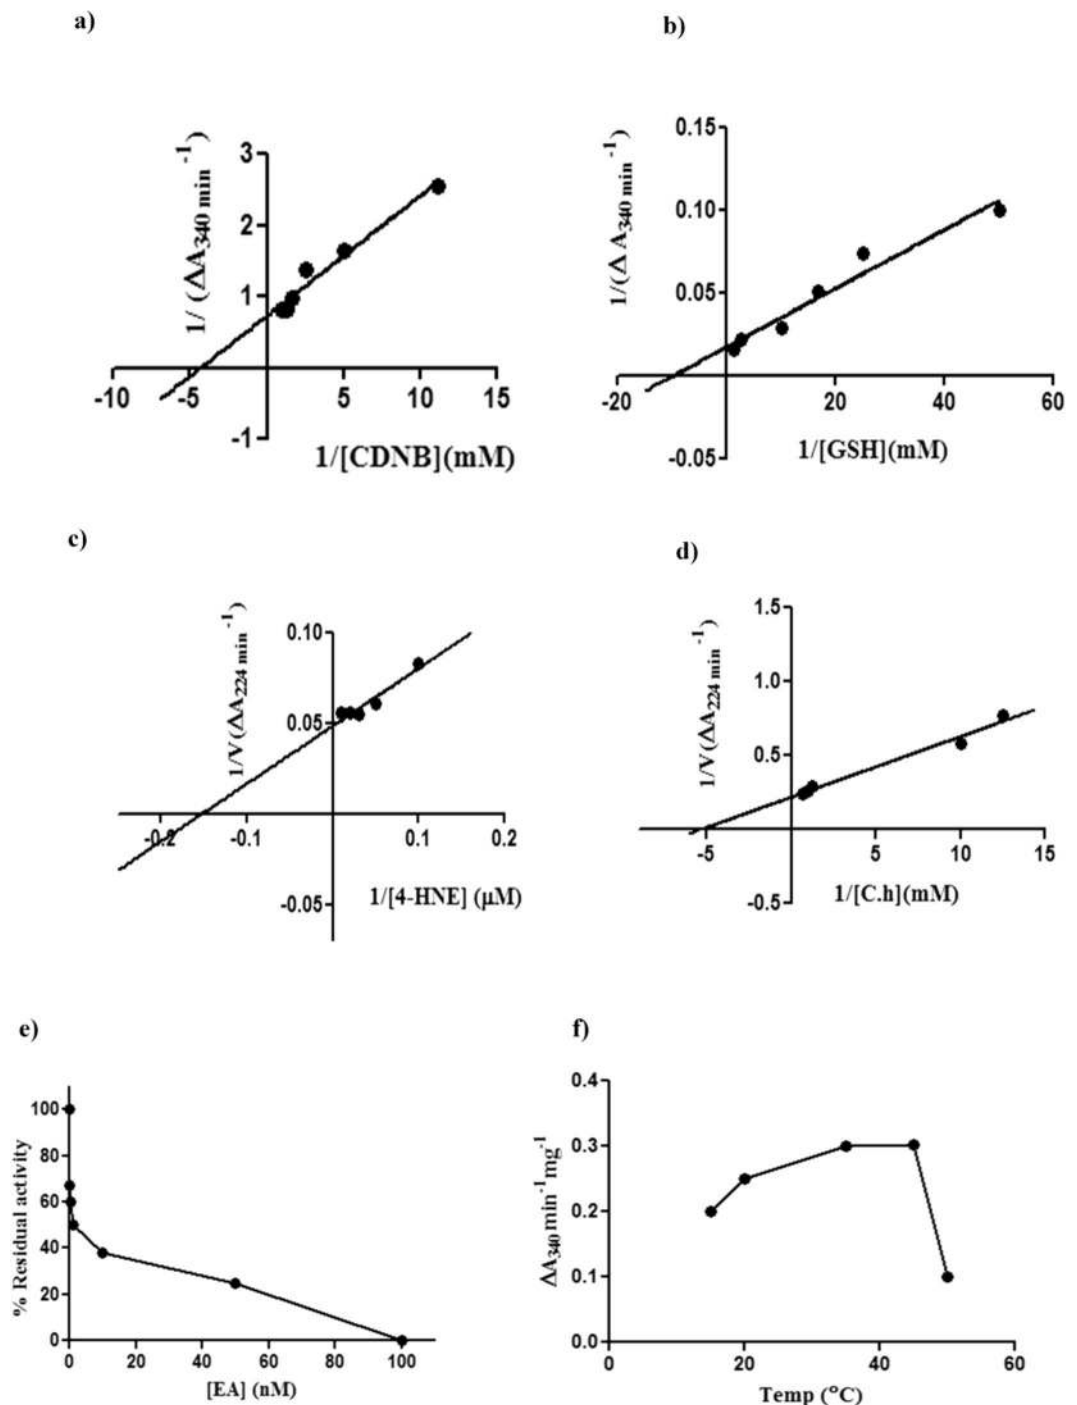 a)
1/ (ΔA340 min -1)
3
2
1
-1
-10
-5
5
10
15
1/[CDNB](mM)
b)
1/(Δ A340 min -1)
0.15
0.10
0.05
-0.05
-20
20
40
60
1/[GSH](mM)
c)
1/V(ΔA224 min -1)
0.10
0.05
-0.05
-0.2
-0.1
0.1
0.2
1/[4-HNE] (μM)
d)
1/V(ΔA224 min -1)
1.5
1.0
0.5
-0.5
-5
5
10
15
1/[C.h](mM)
e)
% Residual activity
100
80
60
40
20
0
0
20
40
60
80
100
[EA] (nM)
f)
ΔA340 min-1 mg-1
0.4
0.3
0.2
0.1
0.0
0
20
40
60
Temp (°C)